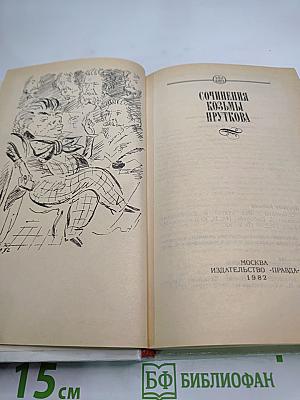 СОЧИНЕНИЯ
КОЗЬМЫ
ПРУТКОВА
МОСКВА
ИЗДАТЕЛЬСТВО «ПРАВДА»
1982
15 см
БФ БИБЛИОФАН